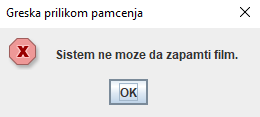 Greska prilikom pamcenja
Sistem ne moze da zapamti film.
OK